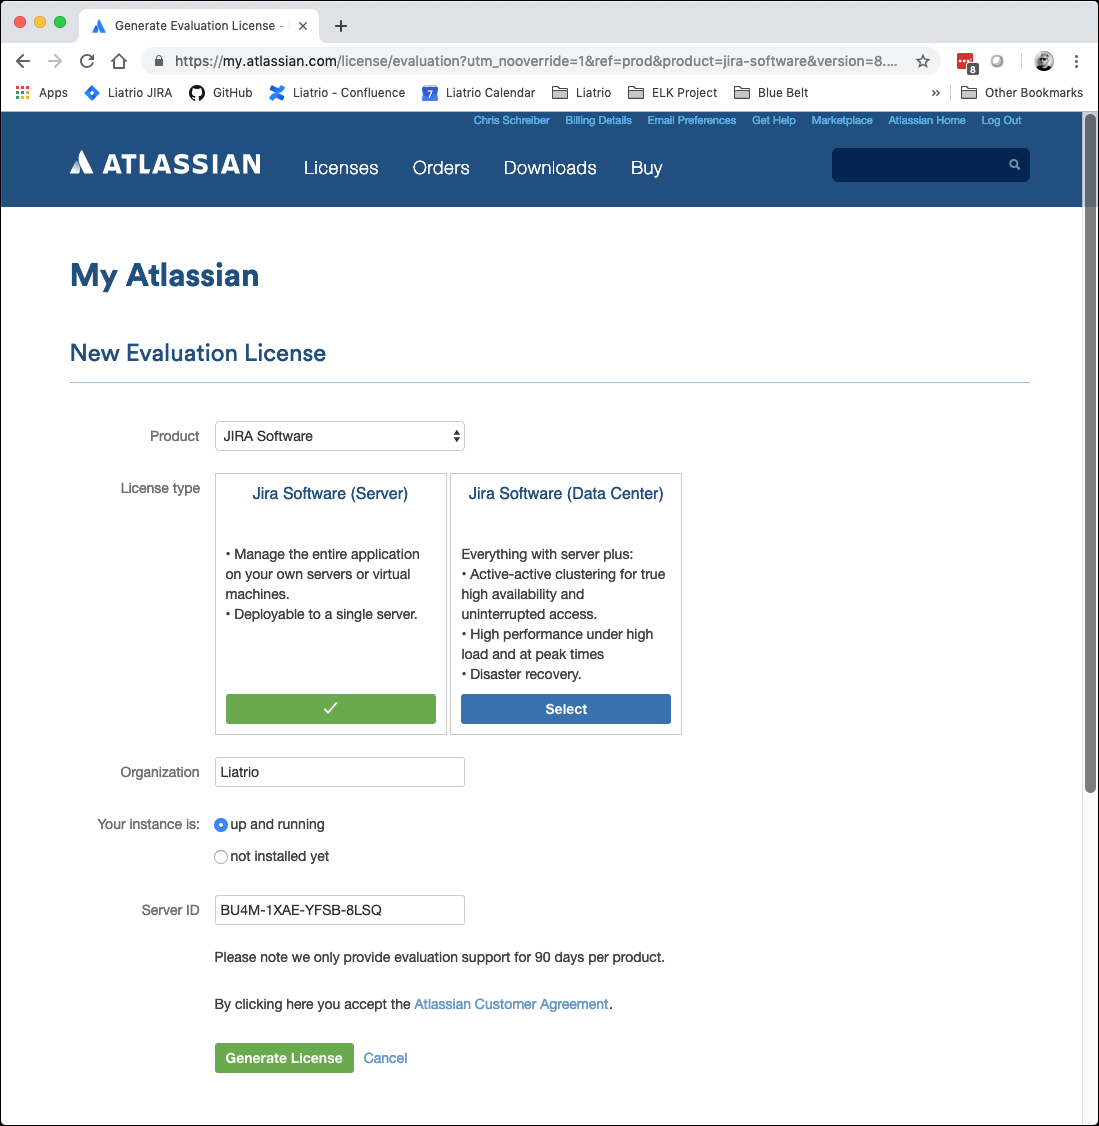 Generate Evaluation License -
https://my.atlassian.com/license/evaluation?utm_nooverride=1&ref=prod&product=jira-software&version=8....
8
Apps Liatrio JIRA GitHub Liatrio - Confluence 7 Liatrio Calendar Liatrio ELK Project Blue Belt » Other Bookmarks
Chris Schreiber Billing Details Email Preferences Get Help Marketplace Atlassian Home Log Out
ATLASSIAN Licenses Orders Downloads Buy
My Atlassian
New Evaluation License
Product JIRA Software
License type
Jira Software (Server)
• Manage the entire application
on your own servers or virtual
machines.
• Deployable to a single server.
Jira Software (Data Center)
Everything with server plus:
• Active-active clustering for true
high availability and
uninterrupted access.
• High performance under high
load and at peak times
• Disaster recovery.
Select
Organization Liatrio
Your instance is: up and running
not installed yet
Server ID BU4M-1XAE-YFSB-8LSQ
Please note we only provide evaluation support for 90 days per product.
By clicking here you accept the Atlassian Customer Agreement.
Generate License Cancel